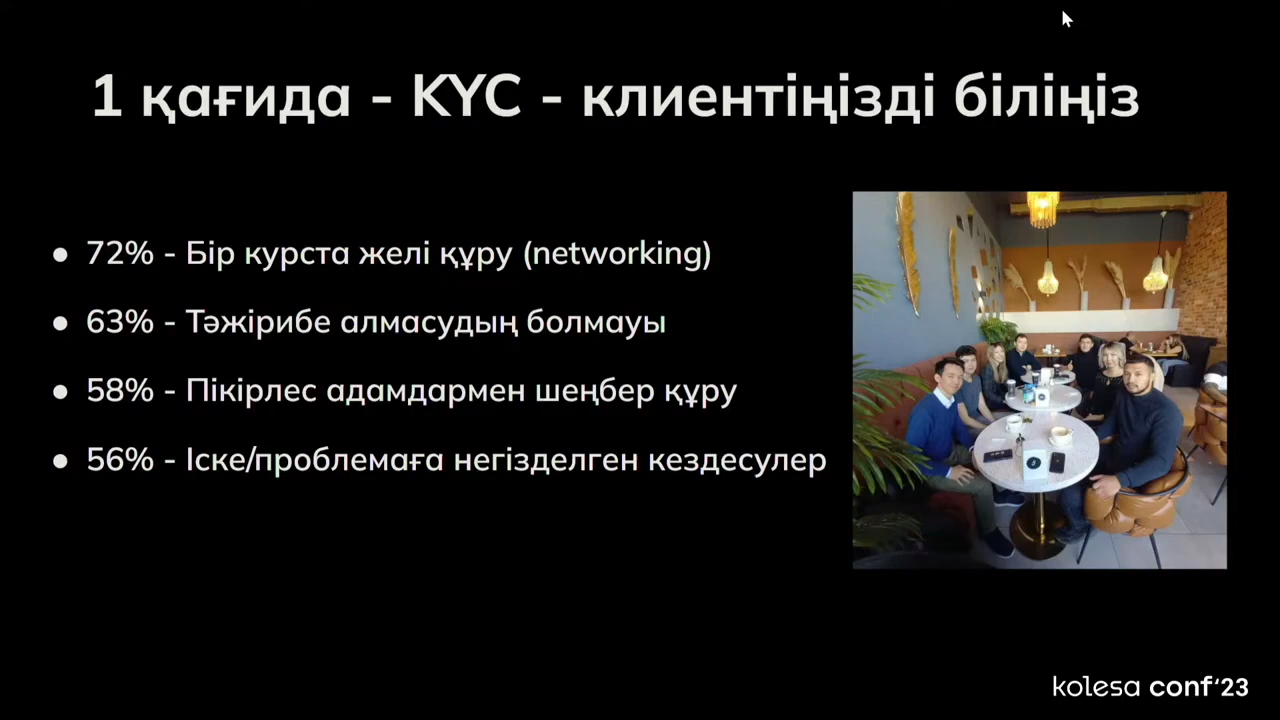 1 қағида - KYC - клиентіңізді біліңіз
● 72% - Бір курста желі құру (networking)
● 63% - Тәжірибе алмасудың болмауы
● 58% - Пікірлес адамдармен шеңбер құру
● 56% - Іске/проблемаға негізделген кездесулер
kolesa conf'23